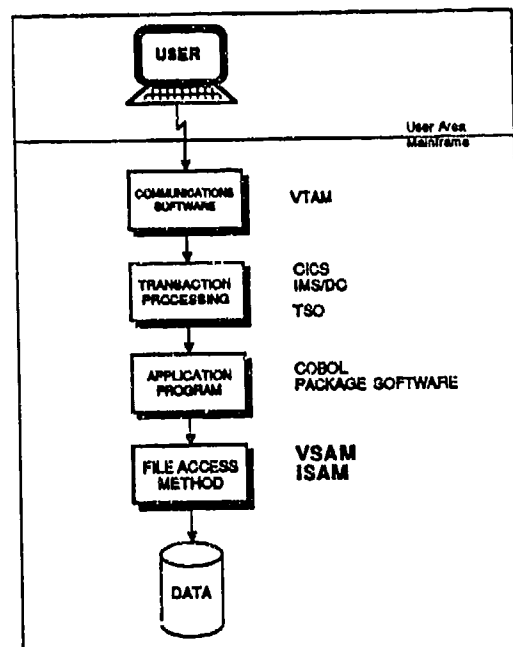 USER
User Area
Mainframe
COMMUNICATIONS
SOFTWARE
VTAM
TRANSACTION
PROCESSING
CICS
IMS/DC
TSO
APPLICATION
PROGRAM
COBOL
PACKAGE SOFTWARE
FILE ACCESS
METHOD
VSAM
ISAM
DATA